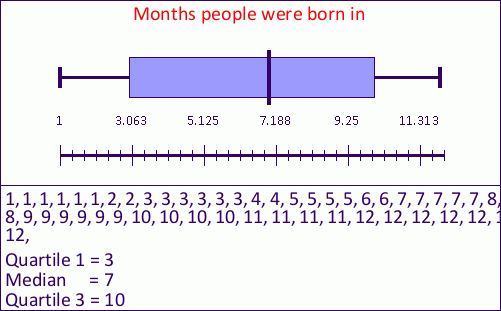 Months people were born in
1 3.063 5.125 7.188 9.25 11.313
1, 1, 1, 1, 1, 1, 2, 2, 3, 3, 3, 3, 3, 3, 4, 4, 5, 5, 5, 5, 6, 6, 7, 7, 7, 7, 8,
8, 9, 9, 9, 9, 9, 9, 10, 10, 10, 10, 11, 11, 11, 11, 12, 12, 12, 12, 12, 1
12,
Quartile 1 = 3
Median = 7
Quartile 3 = 10